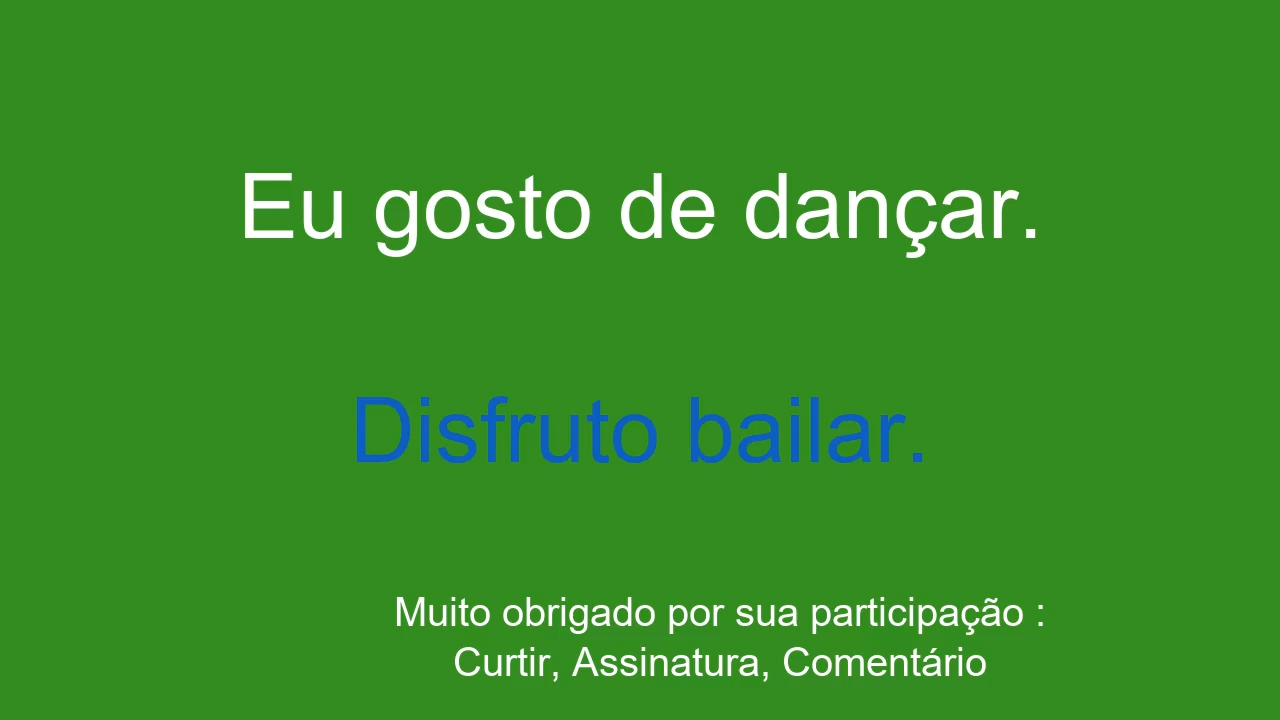 Eu gosto de dançar.
Disfruto bailar.
Muito obrigado por sua participação :
Curtir, Assinatura, Comentário